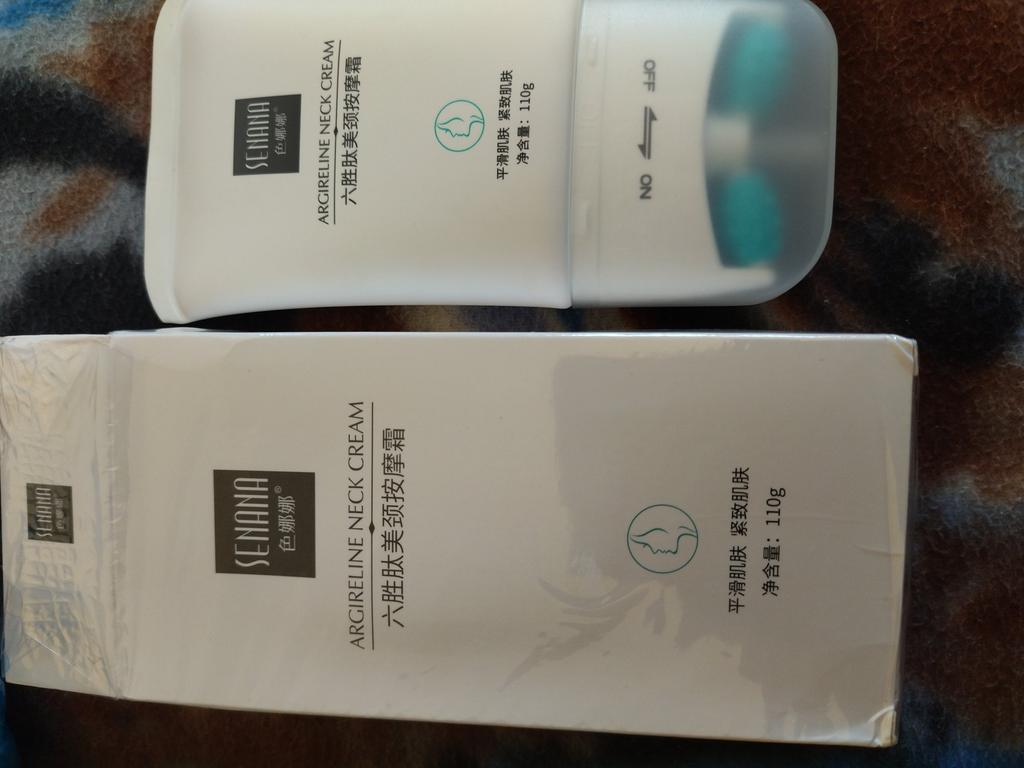 SENANA
色娜娜®
ARGIRELINE NECK CREAM
六胜肽美颈按摩霜
平滑肌肤 紧致肌肤
净含量：110g
OFF
ON
SENANA
SENANA
色娜娜®
ARGIRELINE NECK CREAM
六胜肽美颈按摩霜
平滑肌肤 紧致肌肤
净含量：110g